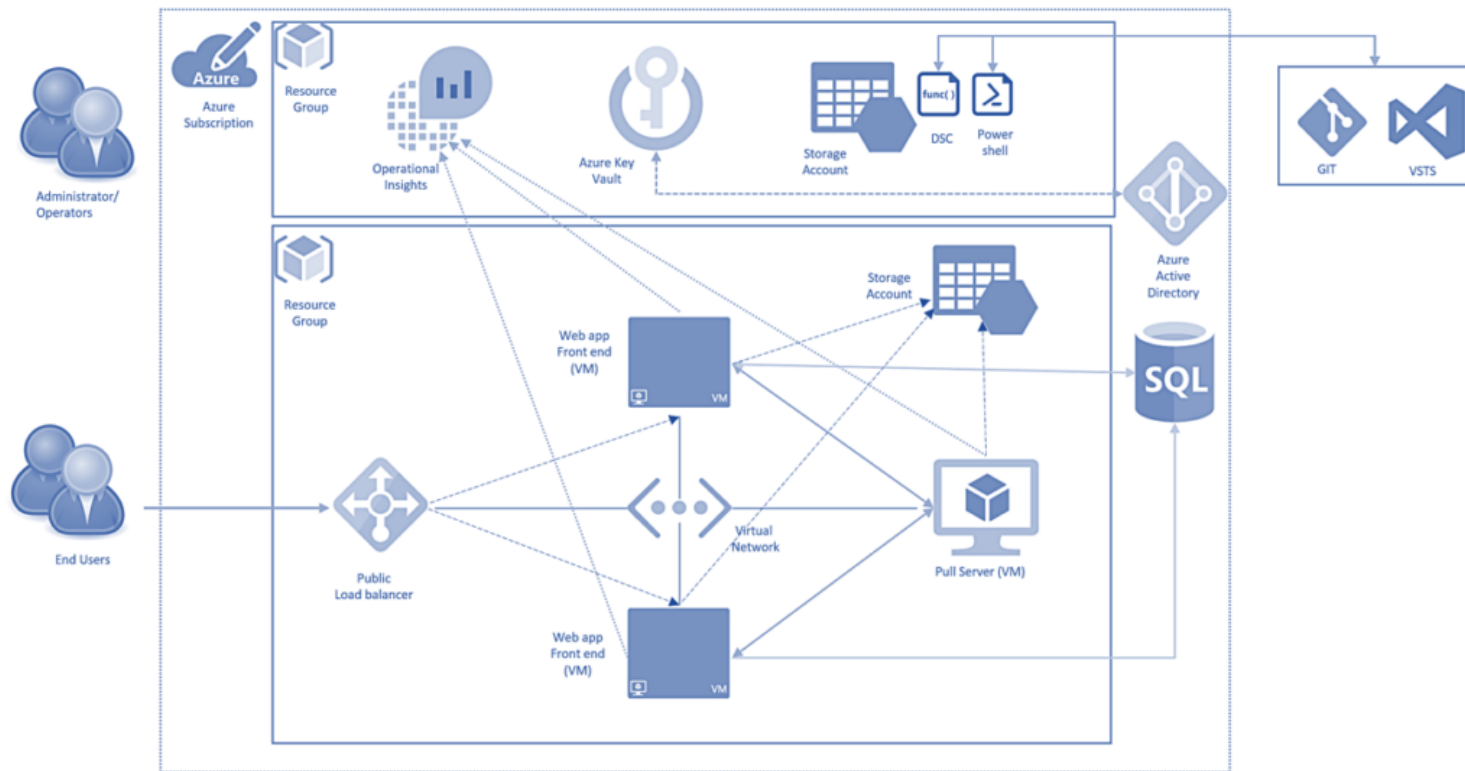 Azure
Azure
Subscription
Resource
Group
Operational
Insights
Azure Key
Vault
Storage
Account
func( )
DSC
Power
shell
GIT
VSTS
Administrator/
Operators
Azure
Active
Directory
Resource
Group
Storage
Account
Web app
Front end
(VM)
VM
SQL
End Users
Public
Load balancer
Virtual
Network
Pull Server (VM)
Web app
Front end
(VM)
VM